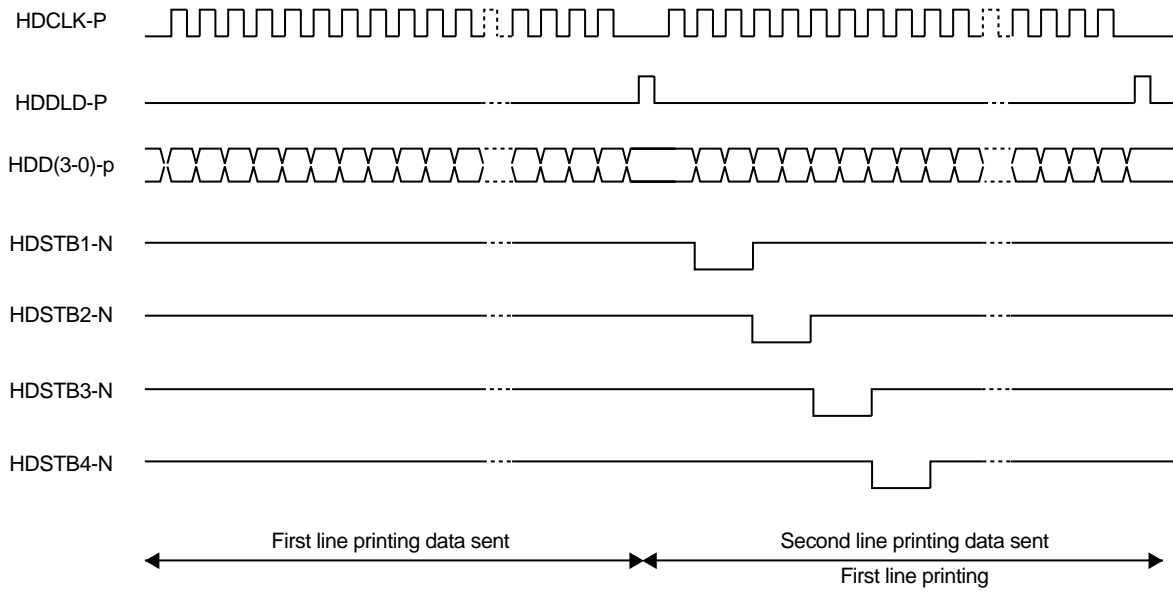 HDCLK-P
HDDLD-P
HDD(3-0)-p
HDSTB1-N
HDSTB2-N
HDSTB3-N
HDSTB4-N
First line printing data sent
Second line printing data sent
First line printing